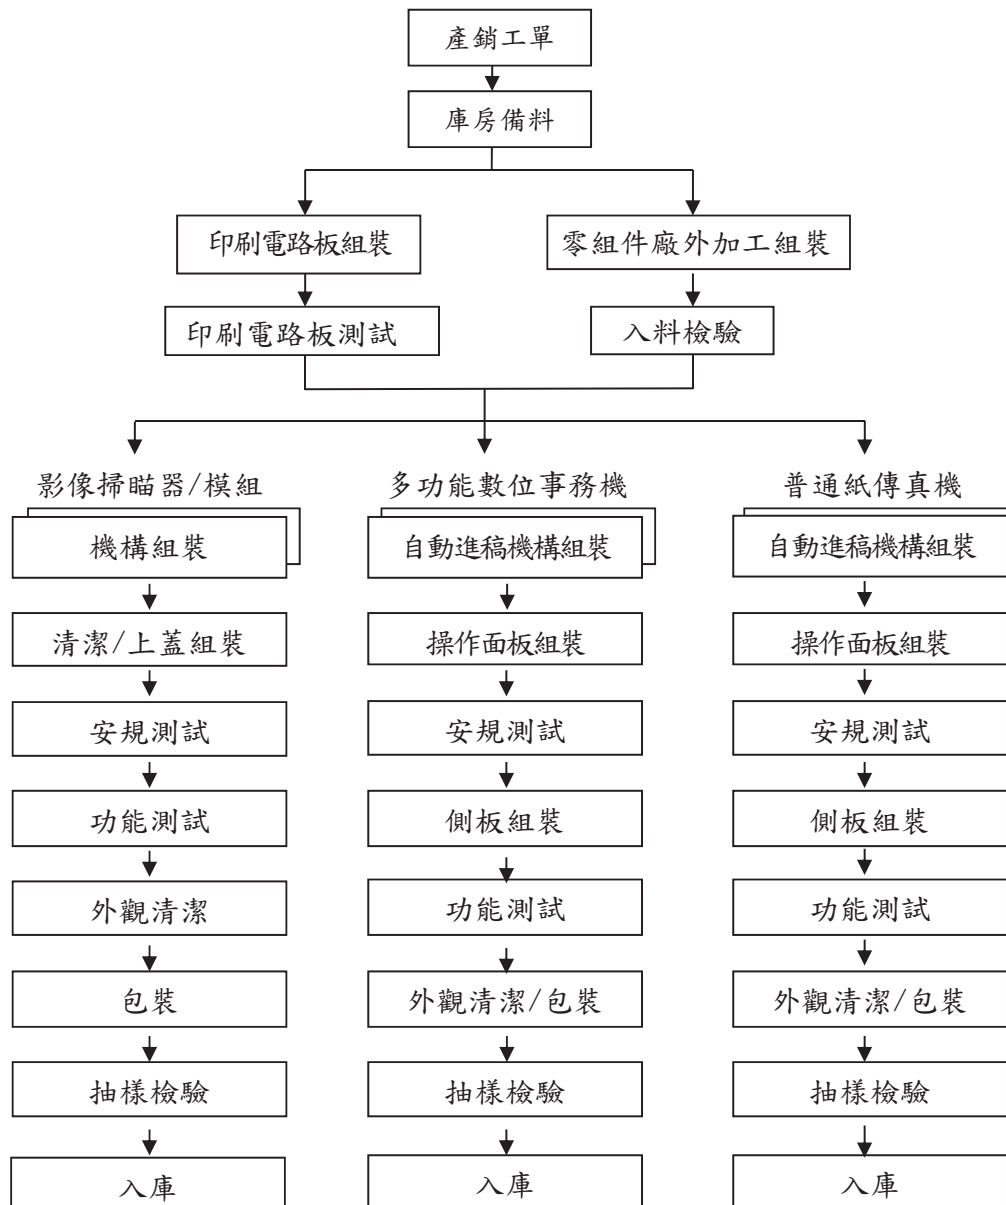 產銷工單
庫房備料
印刷電路板組裝
零組件廠外加工組裝
印刷電路板測試
入料檢驗
影像掃瞄器/模組
多功能數位事務機
普通紙傳真機
機構組裝
自動進稿機構組裝
自動進稿機構組裝
清潔/上蓋組裝
操作面板組裝
操作面板組裝
安規測試
安規測試
安規測試
功能測試
側板組裝
側板組裝
外觀清潔
功能測試
功能測試
包裝
外觀清潔/包裝
外觀清潔/包裝
抽樣檢驗
抽樣檢驗
抽樣檢驗
入庫
入庫
入庫